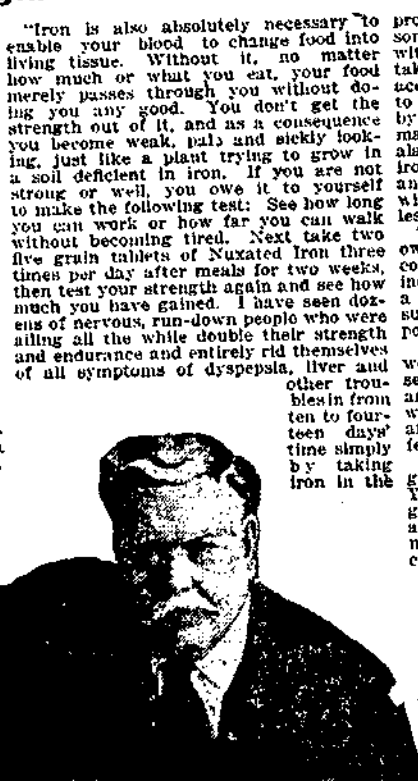 "Iron is also absolutely necessary to
enable your blood to change food into
living tissue. Without it, no matter
how much or what you eat, your food
merely passes through you without do-
ing you any good. You don't get the
strength out of it, and as a consequence
you become weak, pale and sickly look-
ing, just like a plant trying to grow in
a soil deficient in iron. If you are not
strong or well, you owe it to yourself
to make the following test: See how long
you can work or how far you can walk
without becoming tired. Next take two
five grain tablets of Nuxated Iron three
times per day after meals for two weeks,
then test your strength again and see how
much you have gained. I have seen doz-
ens of nervous, run-down people who were
ailing all the while double their strength
and endurance and entirely rid themselves
of all symptoms of dyspepsia, liver and
other trou-
bles in from
ten to four-
teen days'
time simply
by taking
iron in the